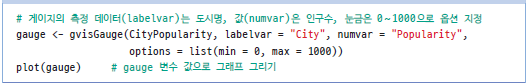 # 게이지의 측정 데이터(labelvar)는 도시명, 값(numvar)은 인구수, 눈금은 0~1000으로 옵션 지정
gauge <- gvisGauge(CityPopularity, labelvar = "City", numvar = "Popularity",
options = list(min = 0, max = 1000))
plot(gauge) # gauge 변수 값으로 그래프 그리기